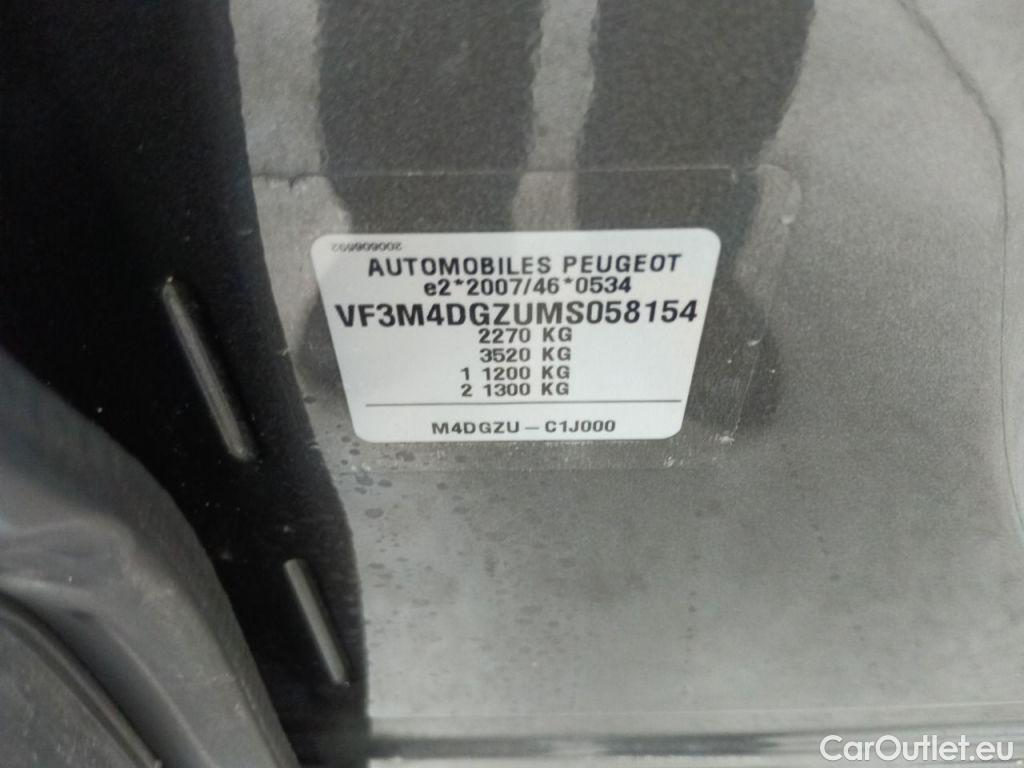 200606692
AUTOMOBILES PEUGEOT
e2*2007/46*0534
VF3M4DGZUMS058154
2270 KG
3520 KG
1 1200 KG
2 1300 KG
M4DGZU – C1J000
CarOutlet.eu